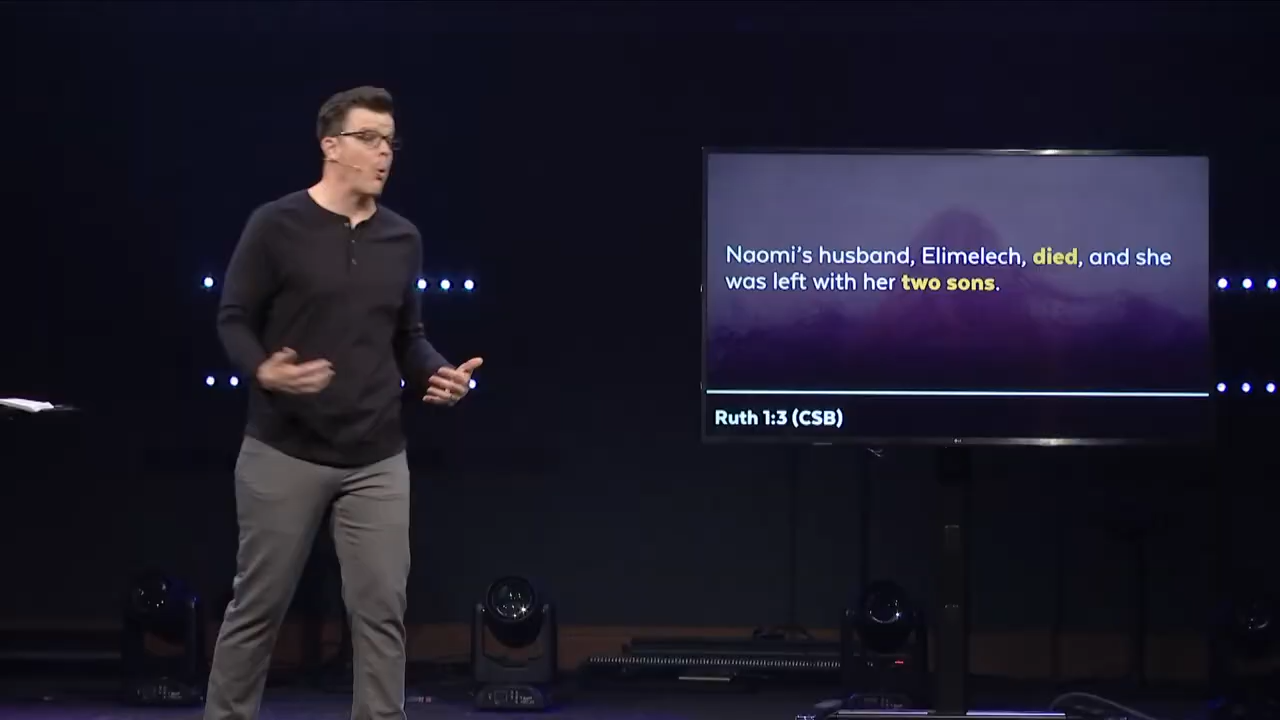 Naomi's husband, Elimelech, died, and she
was left with her two sons.
Ruth 1:3 (CSB)